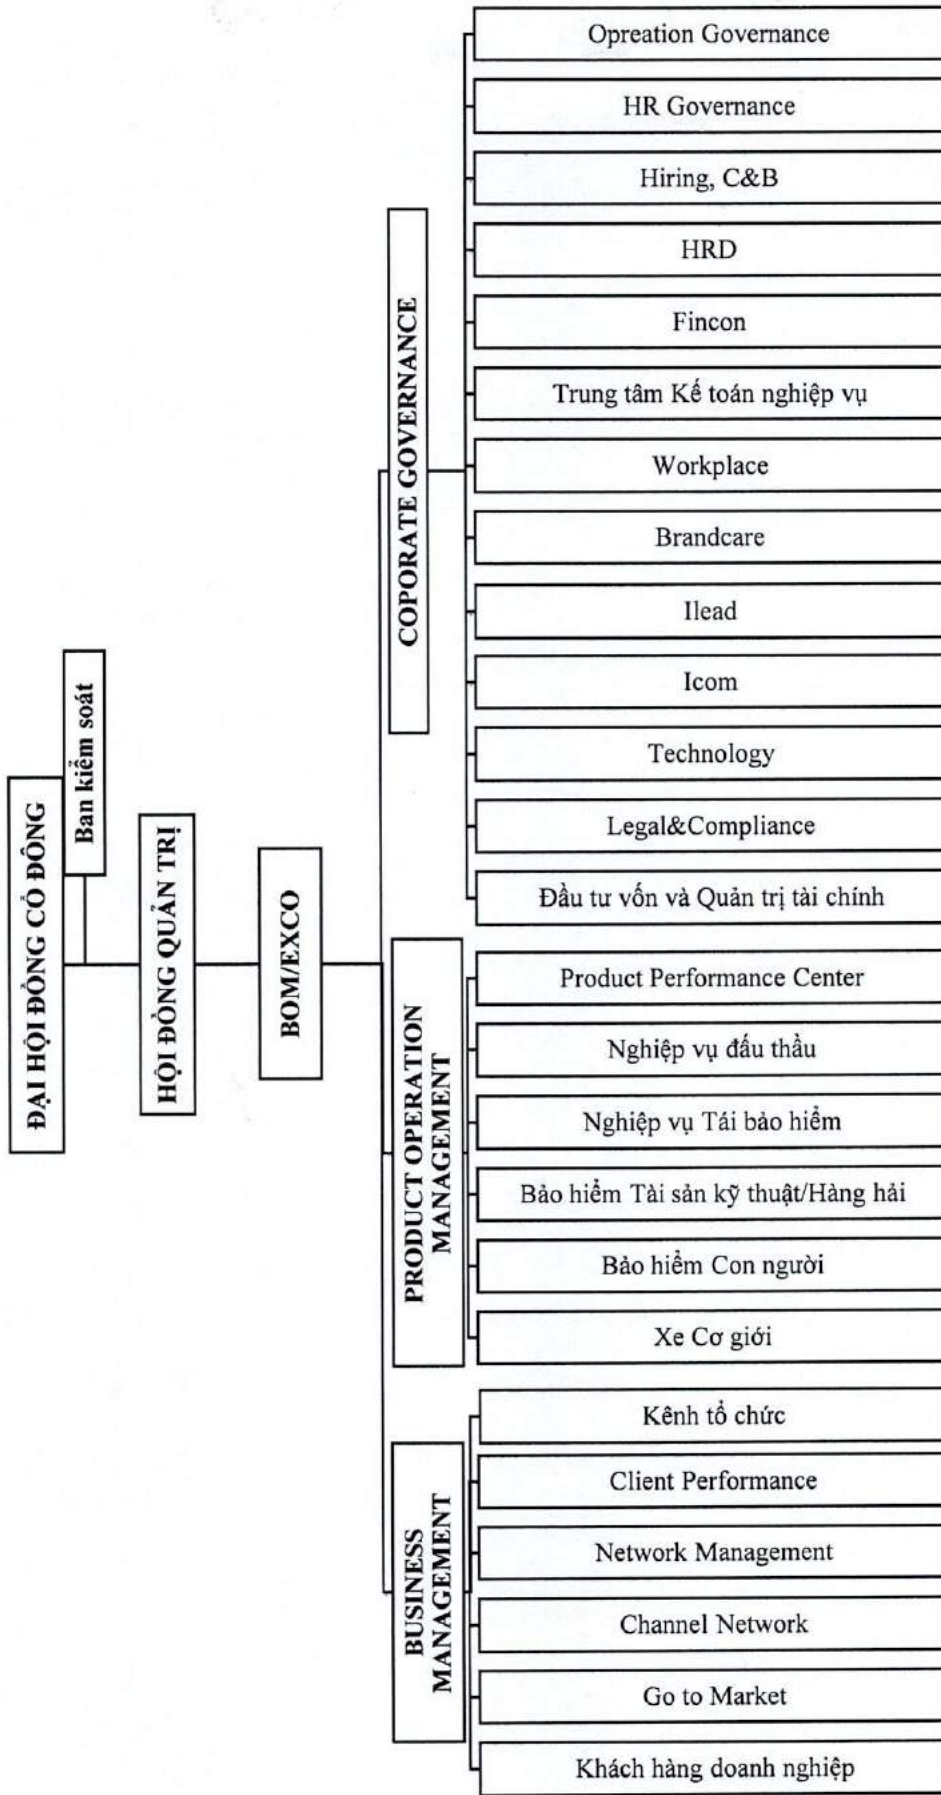 ĐẠI HỘI ĐỒNG CỔ ĐÔNG
Ban kiểm soát
HỘI ĐỒNG QUẢN TRỊ
BOM/EXCO
BUSINESS
MANAGEMENT
Khách hàng doanh nghiệp
Go to Market
Channel Network
Network Management
Client Performance
Kênh tổ chức
PRODUCT OPERATION
MANAGEMENT
Xe Cơ giới
Bảo hiểm Con người
Bảo hiểm Tài sản kỹ thuật/Hàng hải
Nghiệp vụ Tái bảo hiểm
Nghiệp vụ đấu thầu
Product Performance Center
COPORATE GOVERNANCE
Đầu tư vốn và Quản trị tài chính
Legal&Compliance
Technology
Icom
Ilead
Brandcare
Workplace
Trung tâm Kế toán nghiệp vụ
Fincon
HRD
Hiring, C&B
HR Governance
Opreation Governance